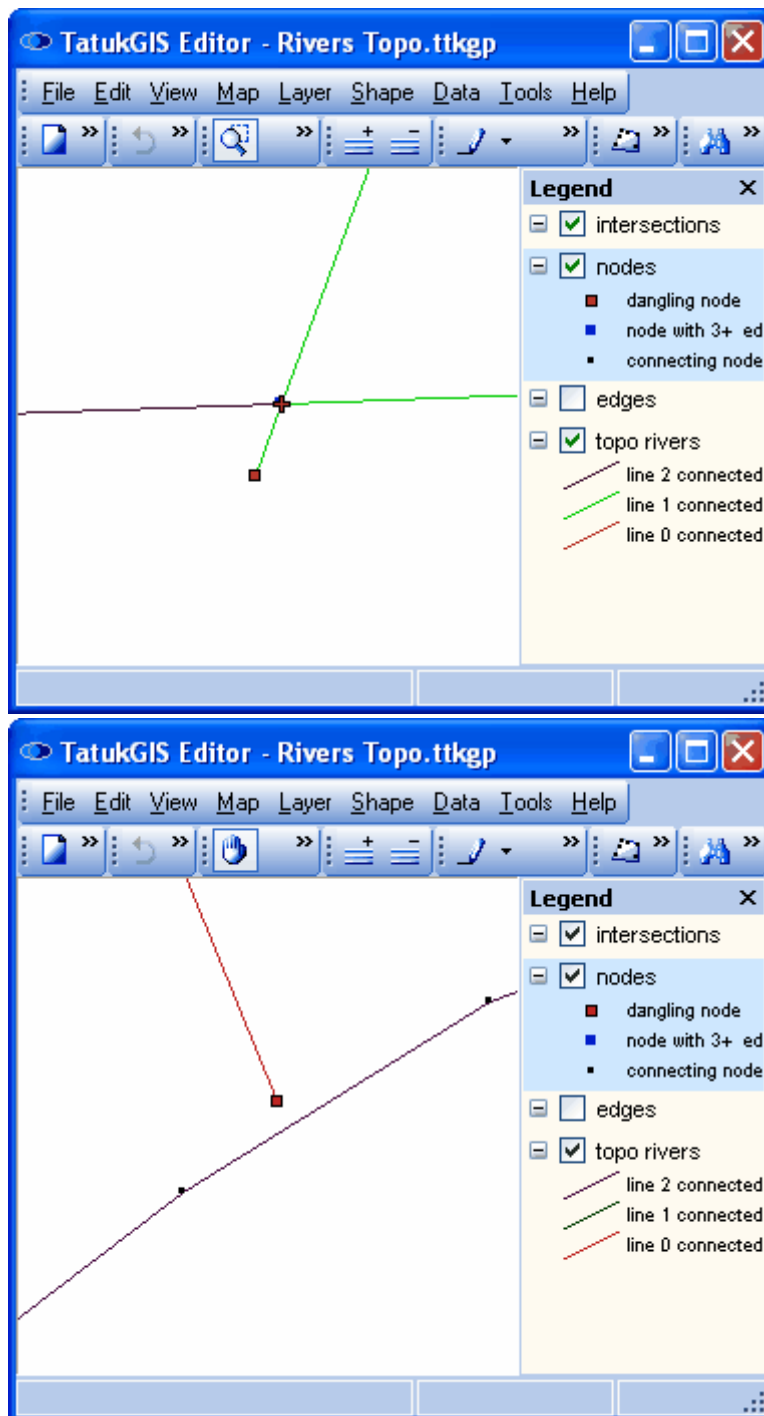 TatukGIS Editor - Rivers Topo.ttkgp
File Edit View Map Layer Shape Data Tools Help
Legend
intersections
nodes
dangling node
node with 3+ ed
connecting node
edges
topo rivers
line 2 connected
line 1 connected
line 0 connected
TatukGIS Editor - Rivers Topo.ttkgp
File Edit View Map Layer Shape Data Tools Help
Legend
intersections
nodes
dangling node
node with 3+ ed
connecting node
edges
topo rivers
line 2 connected
line 1 connected
line 0 connected